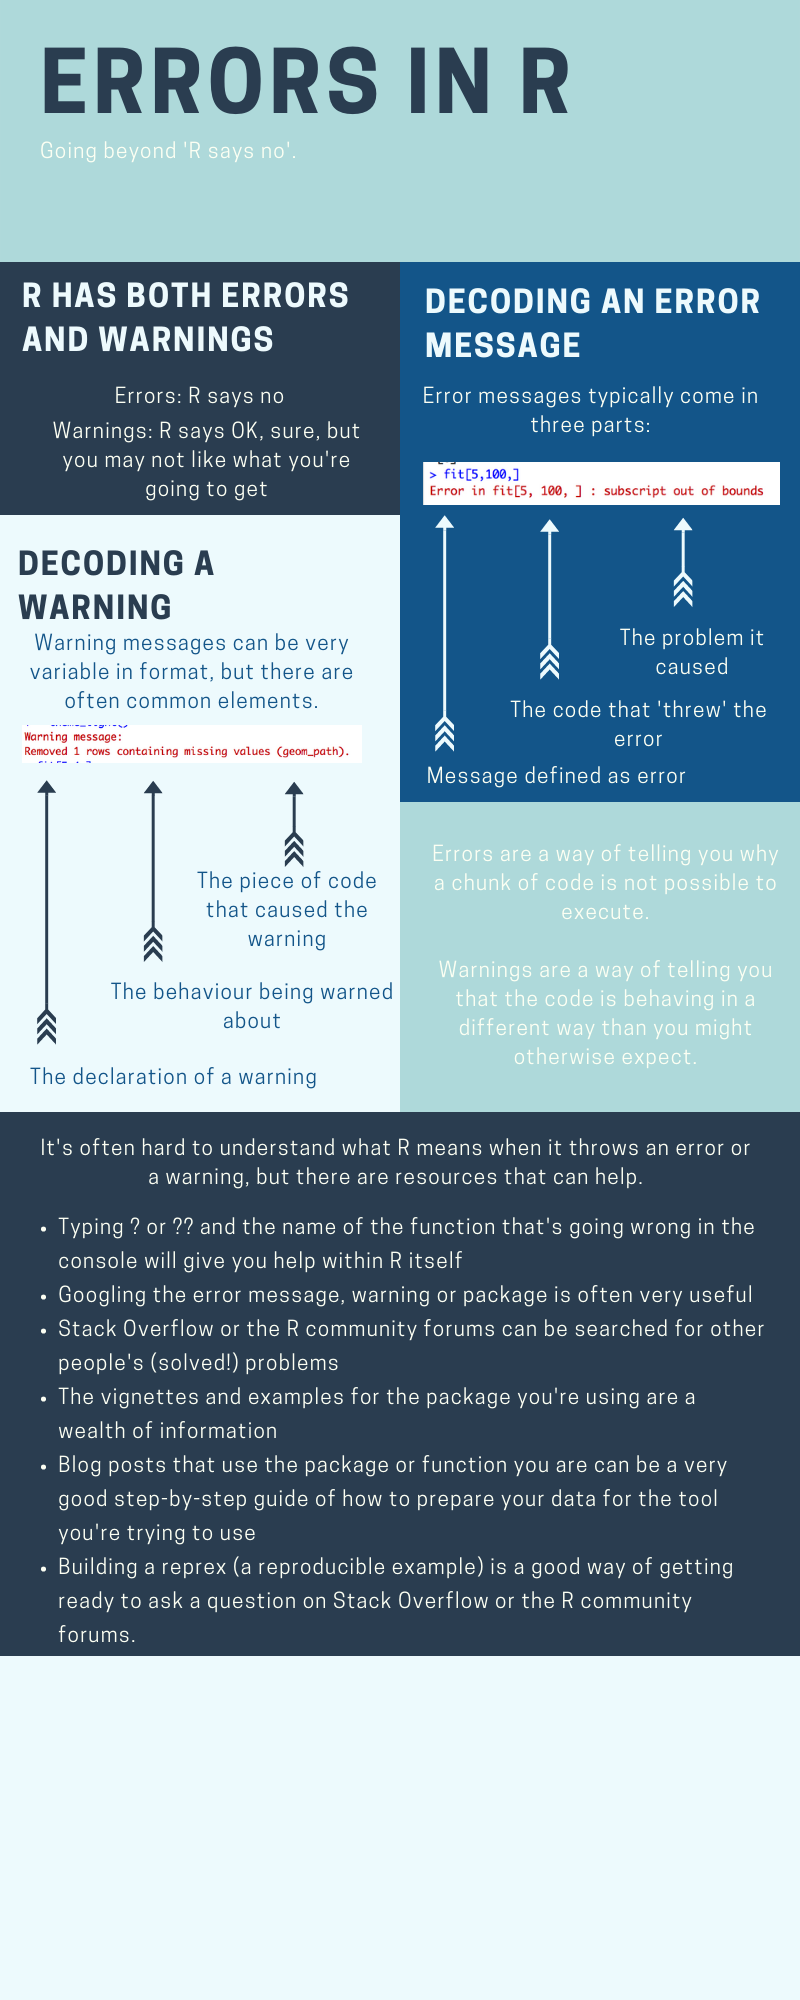 ERRORS IN R
Going beyond 'R says no'.
R HAS BOTH ERRORS
AND WARNINGS
Errors: R says no
Warnings: R says OK, sure, but
you may not like what you're
going to get
DECODING AN ERROR
MESSAGE
Error messages typically come in
three parts:
> fit[5,100,]
Error in fit[5, 100, ] : subscript out of bounds
The problem it
caused
The code that 'threw' the
error
Message defined as error
DECODING A
WARNING
Warning messages can be very
variable in format, but there are
often common elements.
Warning message:
Removed 1 rows containing missing values (geom_path).
The piece of code
that caused the
warning
The behaviour being warned
about
The declaration of a warning
Errors are a way of telling you why
a chunk of code is not possible to
execute.
Warnings are a way of telling you
that the code is behaving in a
different way than you might
otherwise expect.
It's often hard to understand what R means when it throws an error or
a warning, but there are resources that can help.
• Typing ? or ?? and the name of the function that's going wrong in the
console will give you help within R itself
• Googling the error message, warning or package is often very useful
• Stack Overflow or the R community forums can be searched for other
people's (solved!) problems
• The vignettes and examples for the package you're using are a
wealth of information
• Blog posts that use the package or function you are can be a very
good step-by-step guide of how to prepare your data for the tool
you're trying to use
• Building a reprex (a reproducible example) is a good way of getting
ready to ask a question on Stack Overflow or the R community
forums.